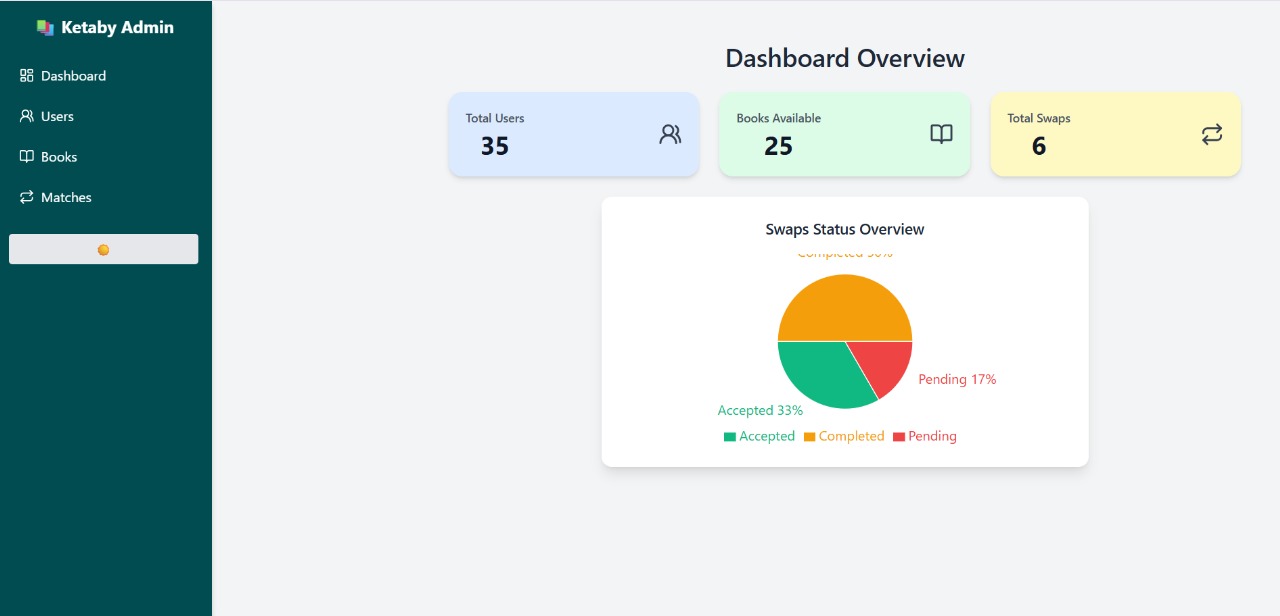 Ketaby Admin
Dashboard
Users
Books
Matches
Dashboard Overview
Total Users
35
Books Available
25
Total Swaps
6
Swaps Status Overview
Completed 50%
Pending 17%
Accepted 33%
Accepted Completed Pending